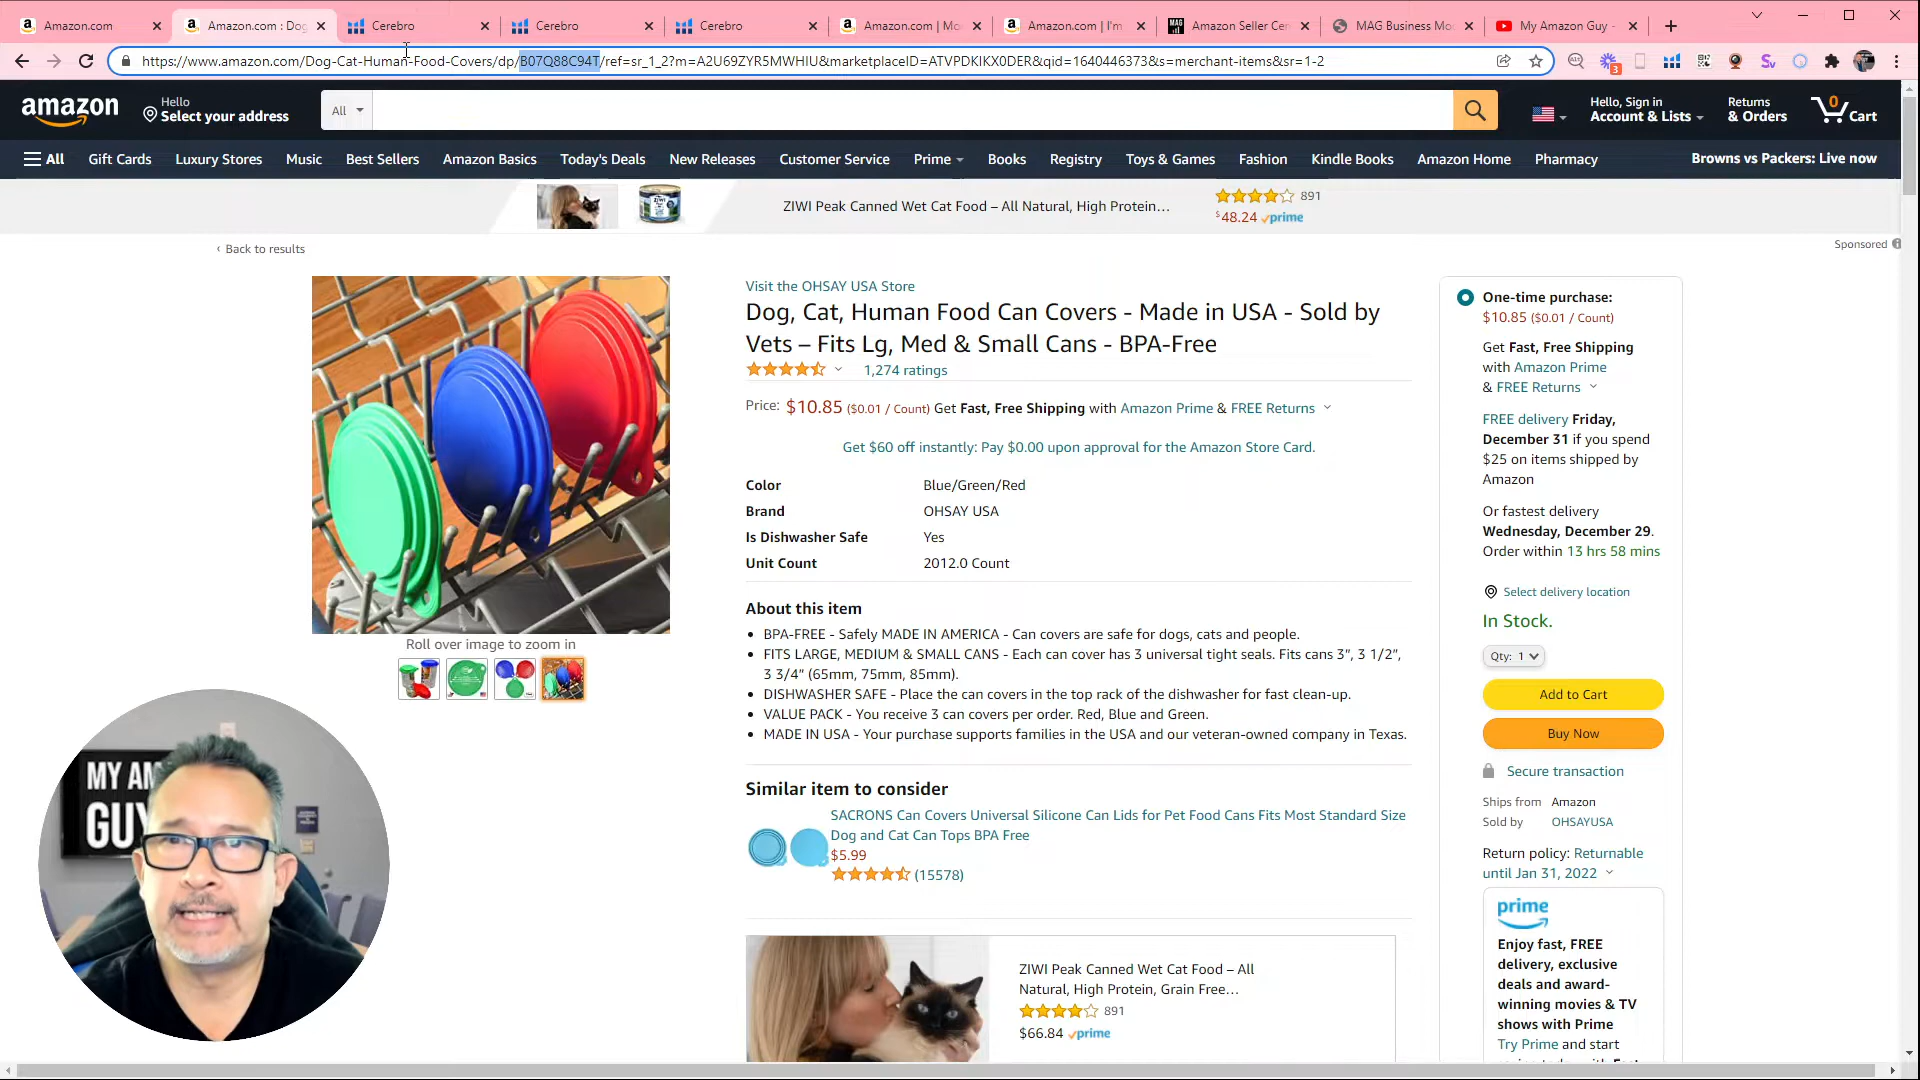 Amazon.com
Amazon.com : Dog
Cerebro
Cerebro
Cerebro
Amazon.com | Mo
Amazon.com | I'm
Amazon Seller Cen
MAG Business Mo
My Amazon Guy -
https://www.amazon.com/Dog-Cat-Human-Food-Covers/dp/B07Q88C94T/ref=sr_1_2?m=A2U69ZYR5MWHIU&marketplaceID=ATVPDKIKX0DER&qid=1640446373&s=merchant-items&sr=1-2
3
amazon
Hello
Select your address
All
Hello, Sign in
Account & Lists
Returns
& Orders
0
Cart
All
Gift Cards
Luxury Stores
Music
Best Sellers
Amazon Basics
Today's Deals
New Releases
Customer Service
Prime
Books
Registry
Toys & Games
Fashion
Kindle Books
Amazon Home
Pharmacy
Browns vs Packers: Live now
ZIWI
ZIWI Peak Canned Wet Cat Food – All Natural, High Protein…
891
$48.24 prime
‹ Back to results
Sponsored
Visit the OHSAY USA Store
Dog, Cat, Human Food Can Covers - Made in USA - Sold by
Vets – Fits Lg, Med & Small Cans - BPA-Free
1,274 ratings
Price: $10.85 ($0.01 / Count) Get Fast, Free Shipping with Amazon Prime & FREE Returns
Get $60 off instantly: Pay $0.00 upon approval for the Amazon Store Card.
Color Blue/Green/Red
Brand OHSAY USA
Is Dishwasher Safe Yes
Unit Count 2012.0 Count
About this item
• BPA-FREE - Safely MADE IN AMERICA - Can covers are safe for dogs, cats and people.
• FITS LARGE, MEDIUM & SMALL CANS - Each can cover has 3 universal tight seals. Fits cans 3", 3 1/2",
3 3/4" (65mm, 75mm, 85mm).
• DISHWASHER SAFE - Place the can covers in the top rack of the dishwasher for fast clean-up.
• VALUE PACK - You receive 3 can covers per order. Red, Blue and Green.
• MADE IN USA - Your purchase supports families in the USA and our veteran-owned company in Texas.
Roll over image to zoom in
Similar item to consider
SACRONS Can Covers Universal Silicone Can Lids for Pet Food Cans Fits Most Standard Size
Dog and Cat Can Tops BPA Free
$5.99
(15578)
ZIWI Peak Canned Wet Cat Food – All
Natural, High Protein, Grain Free…
891
$66.84 prime
One-time purchase:
$10.85 ($0.01 / Count)
Get Fast, Free Shipping
with Amazon Prime
& FREE Returns
FREE delivery Friday,
December 31 if you spend
$25 on items shipped by
Amazon
Or fastest delivery
Wednesday, December 29.
Order within 13 hrs 58 mins
Select delivery location
In Stock.
Qty: 1
Add to Cart
Buy Now
Secure transaction
Ships from Amazon
Sold by OHSAYUSA
Return policy: Returnable
until Jan 31, 2022
prime
Enjoy fast, FREE
delivery, exclusive
deals and award-
winning movies & TV
shows with Prime
Try Prime and start
MY AM
GUY